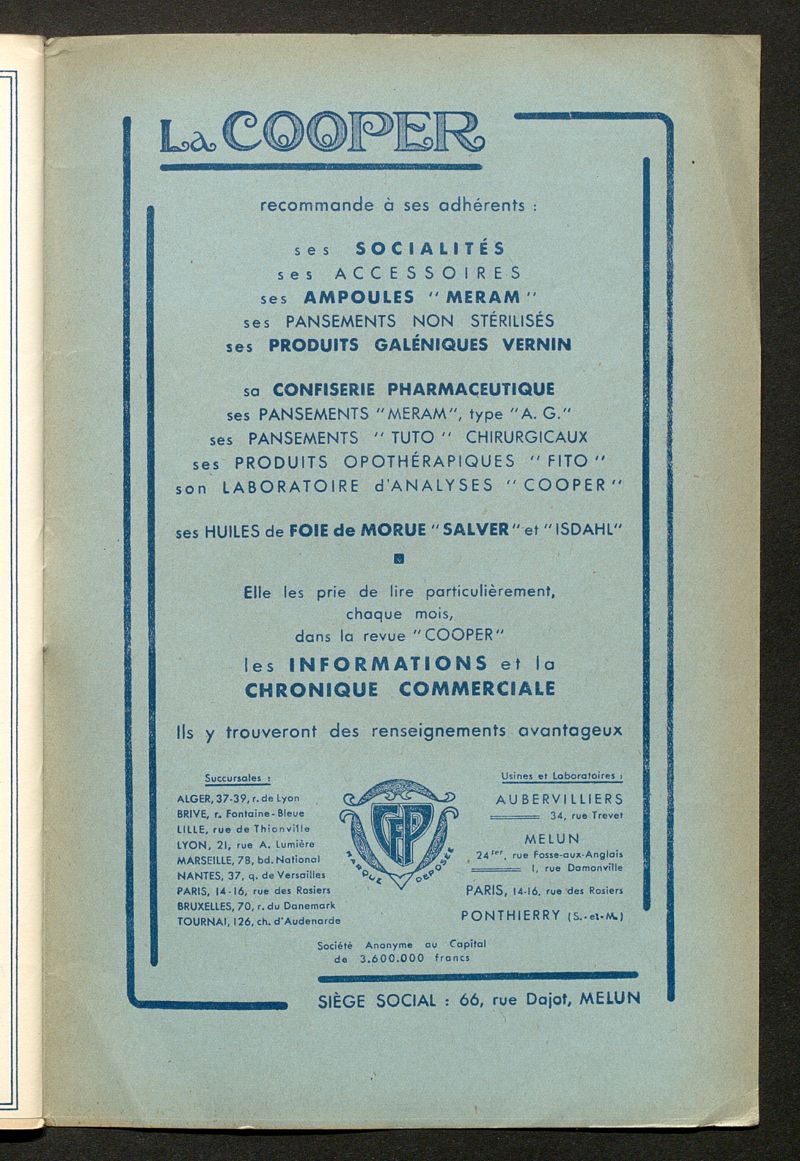 La COOPER
recommande à ses adhérents :
ses SOCIALITÉS
ses ACCESSOIRES
ses AMPOULES "MERAM"
ses PANSEMENTS NON STÉRILISÉS
ses PRODUITS GALÉNIQUES VERNIN
sa CONFISERIE PHARMACEUTIQUE
ses PANSEMENTS "MERAM", type "A. G."
ses PANSEMENTS "TUTO" CHIRURGICAUX
ses PRODUITS OPOTHÉRAPIQUES "FITO"
son LABORATOIRE d'ANALYSES "COOPER"
ses HUILES de FOIE de MORUE "SALVER" et "ISDAHL"
Elle les prie de lire particulièrement,
chaque mois,
dans la revue "COOPER"
les INFORMATIONS et la
CHRONIQUE COMMERCIALE
Ils y trouveront des renseignements avantageux
Succursales :
ALGER, 37-39, r. de Lyon
BRIVE, r. Fontaine-Bleue
LILLE, rue de Thionville
LYON, 21, rue A. Lumière
MARSEILLE, 78, bd. National
NANTES, 37, q. de Versailles
PARIS, 14-16, rue des Rosiers
BRUXELLES, 70, r. du Danemark
TOURNAI, 126, ch. d'Audenarde
CFP
MARQUE DÉPOSÉE
Usines et Laboratoires :
AUBERVILLIERS
34, rue Trevet
MELUN
24ter, rue Fosse-aux-Anglais
1, rue Damonville
PARIS, 14-16, rue des Rosiers
PONTHIERRY (S.-et-M.)
Société Anonyme au Capital
de 3.600.000 francs
SIÈGE SOCIAL : 66, rue Dajot, MELUN